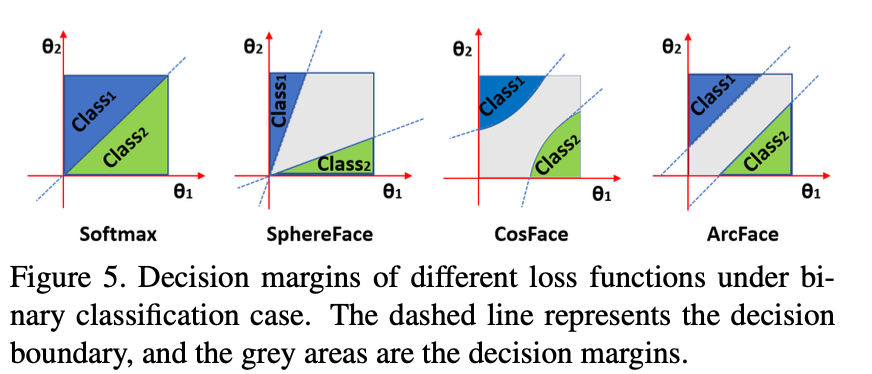 θ2
Class1
Class2
θ1
Softmax
θ2
Class1
Class2
θ1
SphereFace
θ2
Class1
Class2
θ1
CosFace
θ2
Class1
Class2
θ1
ArcFace
Figure 5. Decision margins of different loss functions under bi-
nary classification case. The dashed line represents the decision
boundary, and the grey areas are the decision margins.